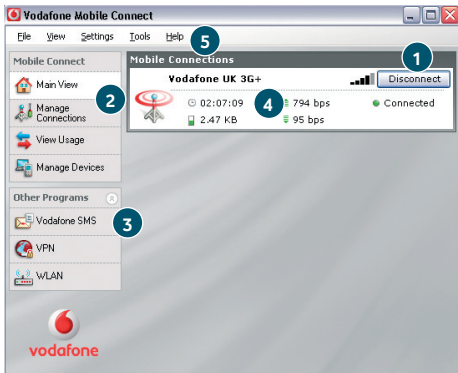 Vodafone Mobile Connect
File View Settings Tools Help
5
Mobile Connect
Mobile Connections
1
Main View
Vodafone UK 3G+
Disconnect
2
Manage Connections
02:07:09
4
794 bps
Connected
2.47 KB
95 bps
View Usage
Manage Devices
Other Programs
Vodafone SMS
3
VPN
WLAN
vodafone